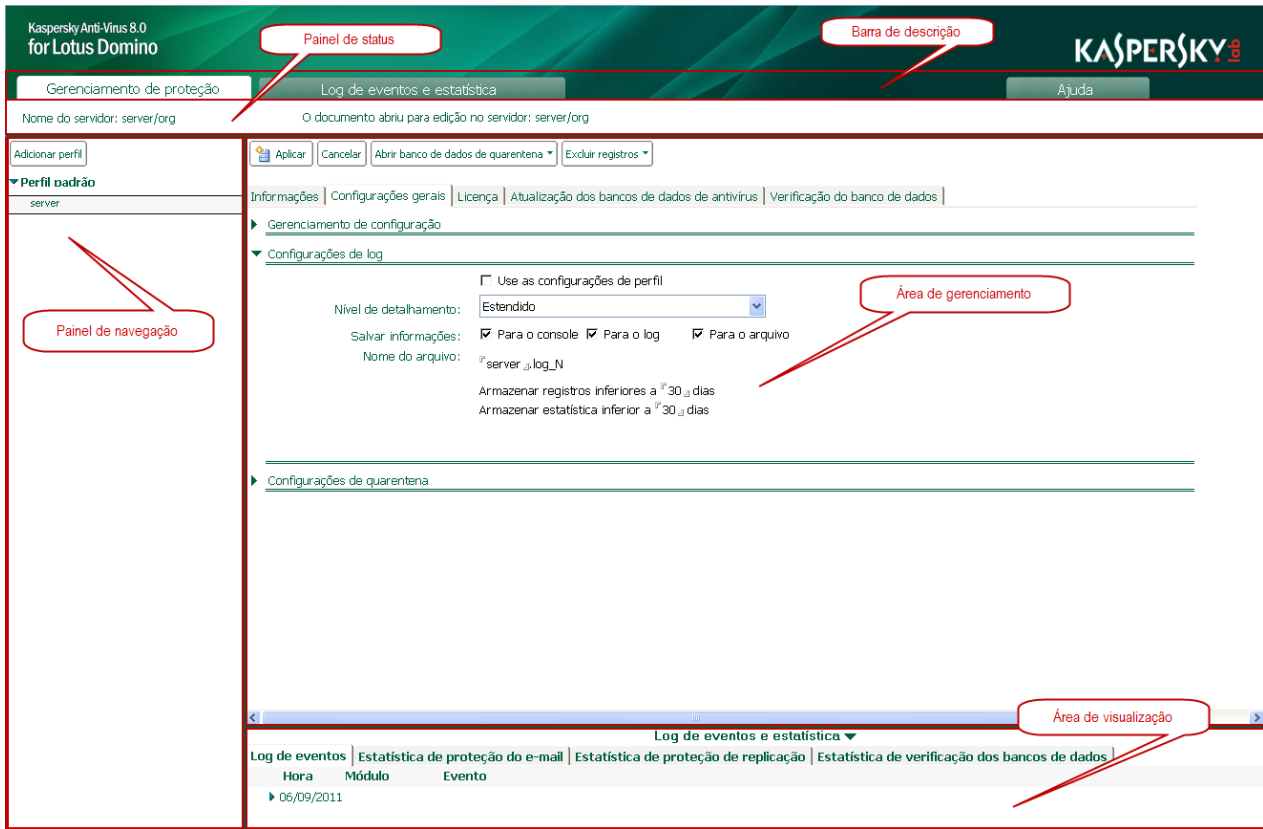 Kaspersky Anti-Virus 8.0
for Lotus Domino
Painel de status
Barra de descrição
KASPERSKY lab
Gerenciamento de proteção
Log de eventos e estatística
Ajuda
Nome do servidor: server/org
O documento abriu para edição no servidor: server/org
Adicionar perfil
Perfil padrão
server
Painel de navegação
Aplicar
Cancelar
Abrir banco de dados de quarentena
Excluir registros
Informações
Configurações gerais
Licença
Atualização dos bancos de dados de antivírus
Verificação do banco de dados
Gerenciamento de configuração
Configurações de log
Use as configurações de perfil
Nível de detalhamento: Estendido
Área de gerenciamento
Salvar informações: Para o console Para o log Para o arquivo
Nome do arquivo: server .log_N
Armazenar registros inferiores a 30 dias
Armazenar estatística inferior a 30 dias
Configurações de quarentena
Área de visualização
Log de eventos e estatística
Log de eventos
Estatística de proteção do e-mail
Estatística de proteção de replicação
Estatística de verificação dos bancos de dados
Hora Módulo Evento
06/09/2011